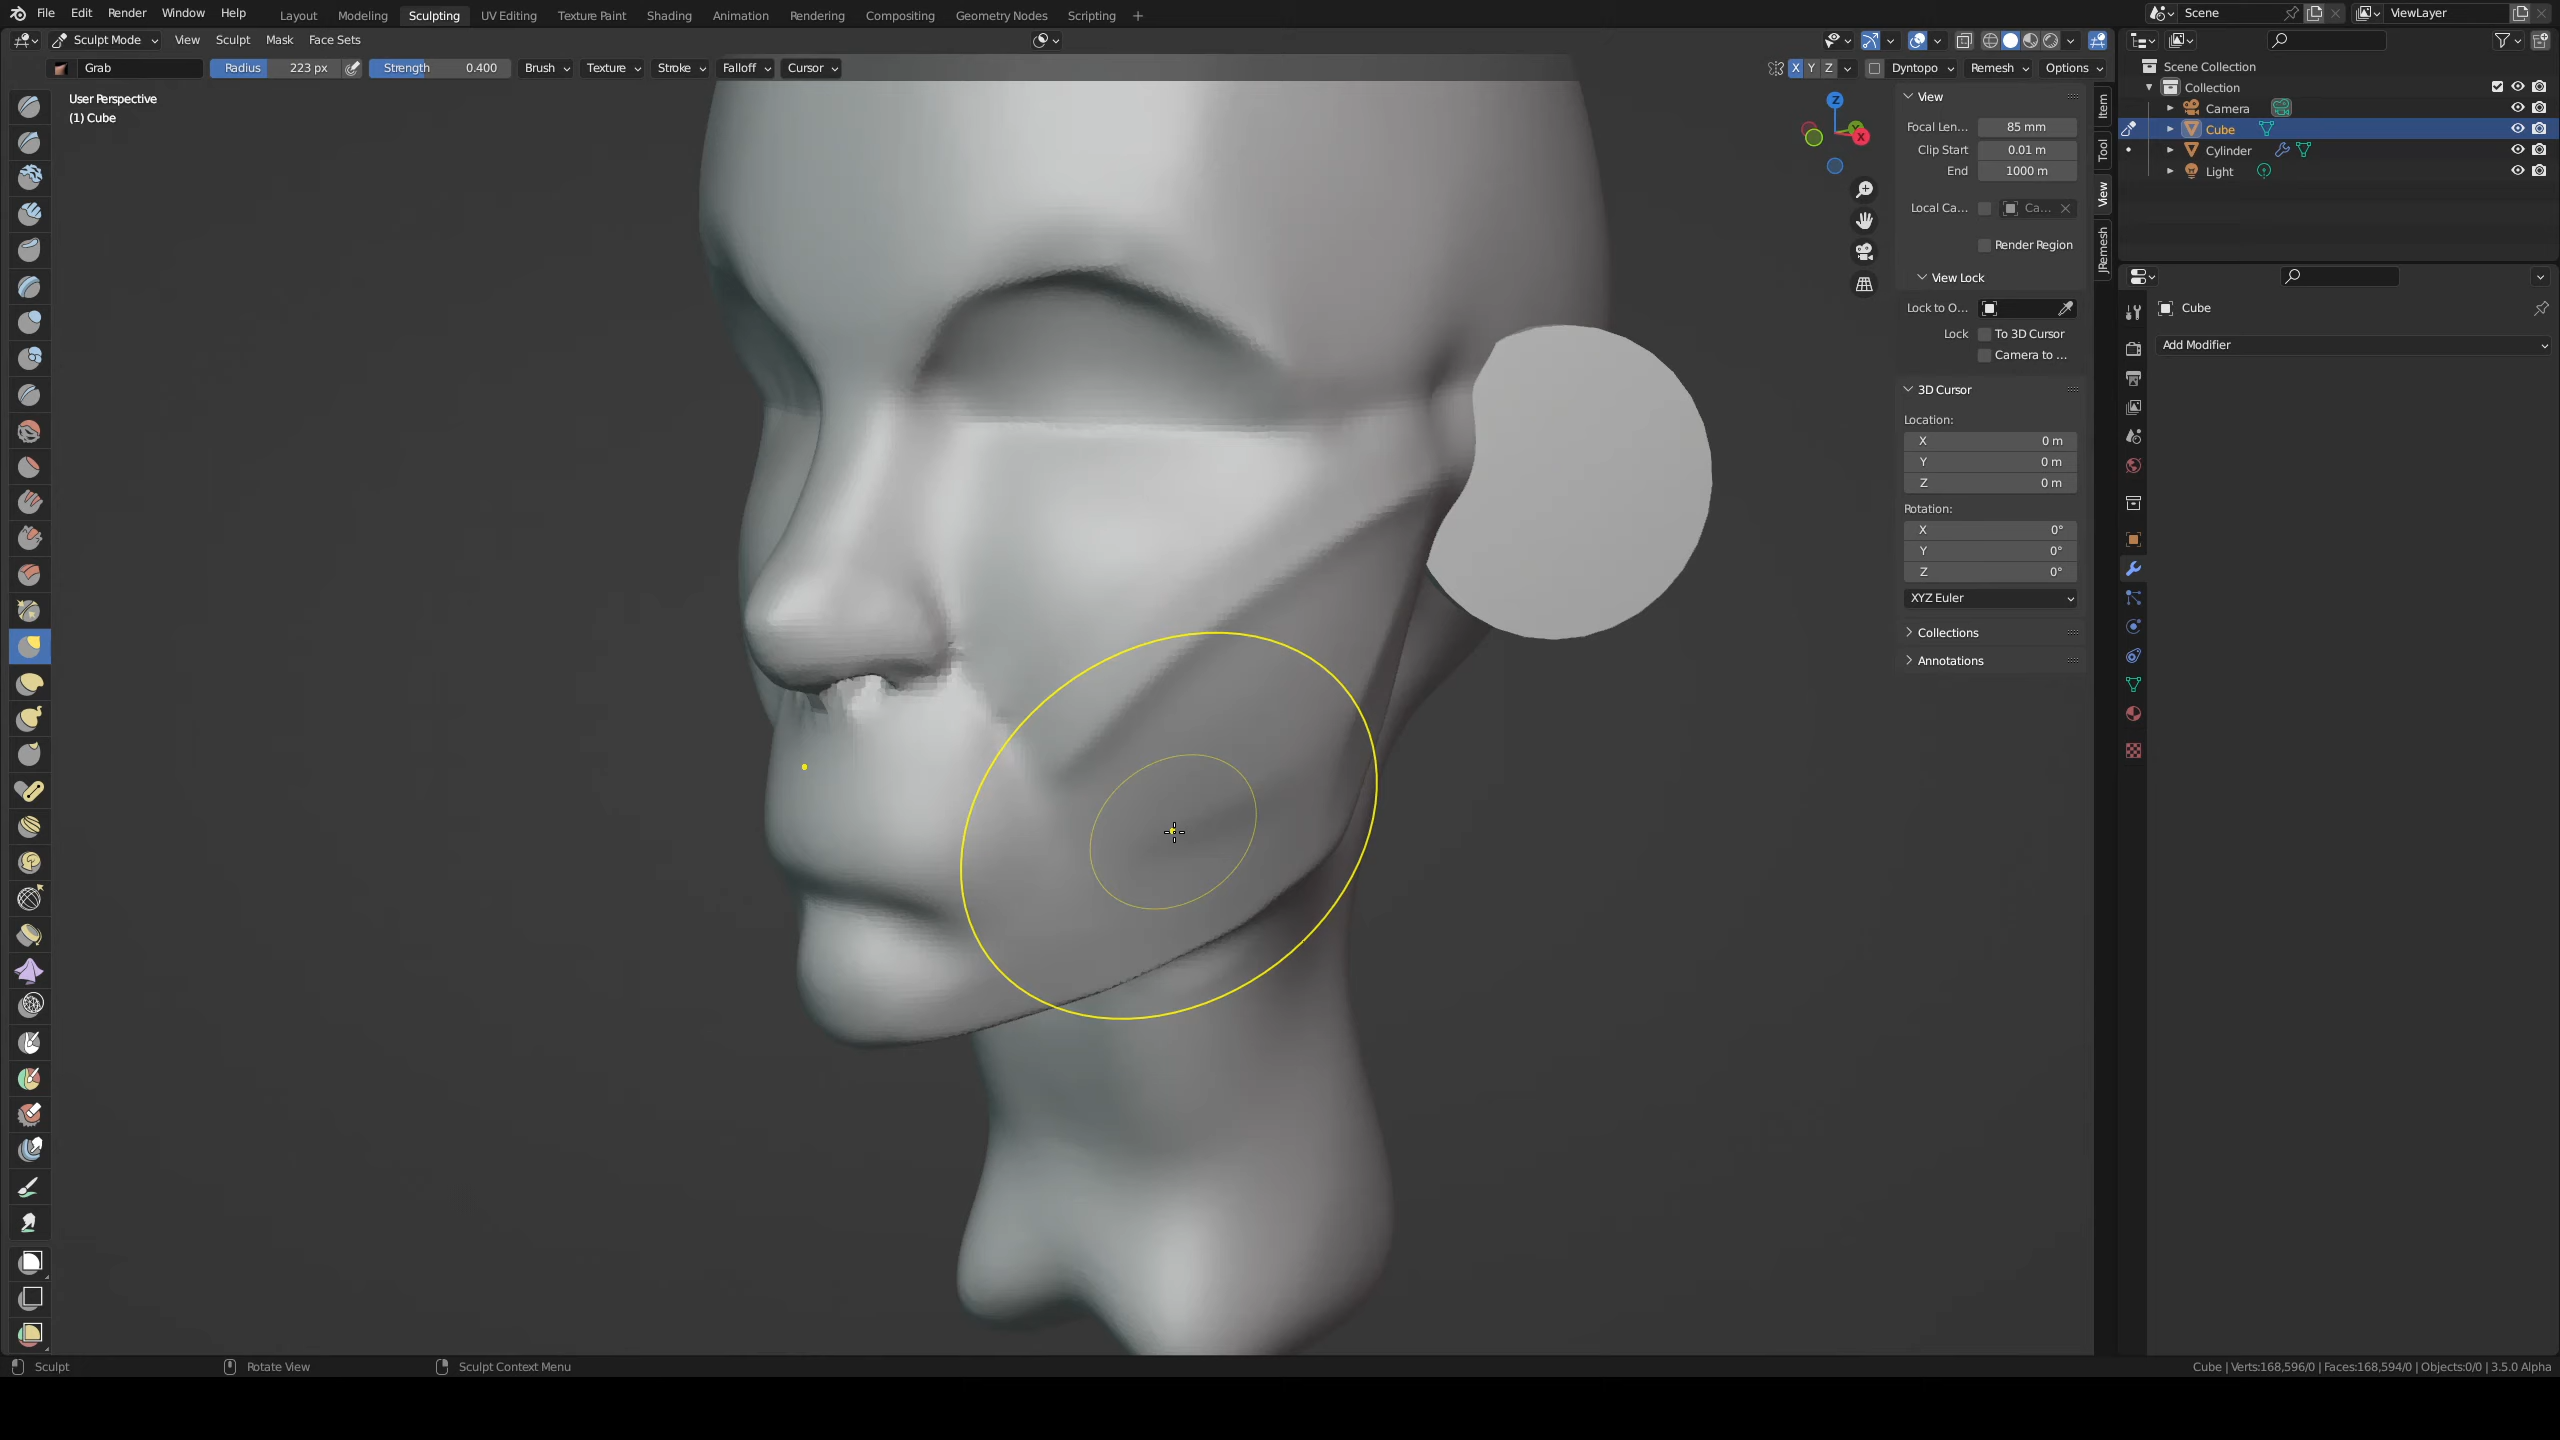 File Edit Render Window Help Layout Modeling Sculpting UV Editing Texture Paint Shading Animation Rendering Compositing Geometry Nodes Scripting + Scene ViewLayer
Sculpt Mode View Sculpt Mask Face Sets
Grab Radius 223 px Strength 0.400 Brush Texture Stroke Falloff Cursor X Y Z Dyntopo Remesh Options
User Perspective
(1) Cube
Z
X
View
Focal Len... 85 mm
Clip Start 0.01 m
End 1000 m
Local Ca... Ca...
Render Region
View Lock
Lock to O...
Lock To 3D Cursor
Camera to ...
3D Cursor
Location:
X 0 m
Y 0 m
Z 0 m
Rotation:
X 0°
Y 0°
Z 0°
XYZ Euler
Collections
Annotations
Item
Tool
View
JRemesh
Scene Collection
Collection
Camera
Cube
Cylinder
Light
Cube
Add Modifier
Sculpt Rotate View Sculpt Context Menu Cube | Verts:168,596/0 | Faces:168,594/0 | Objects:0/0 | 3.5.0 Alpha